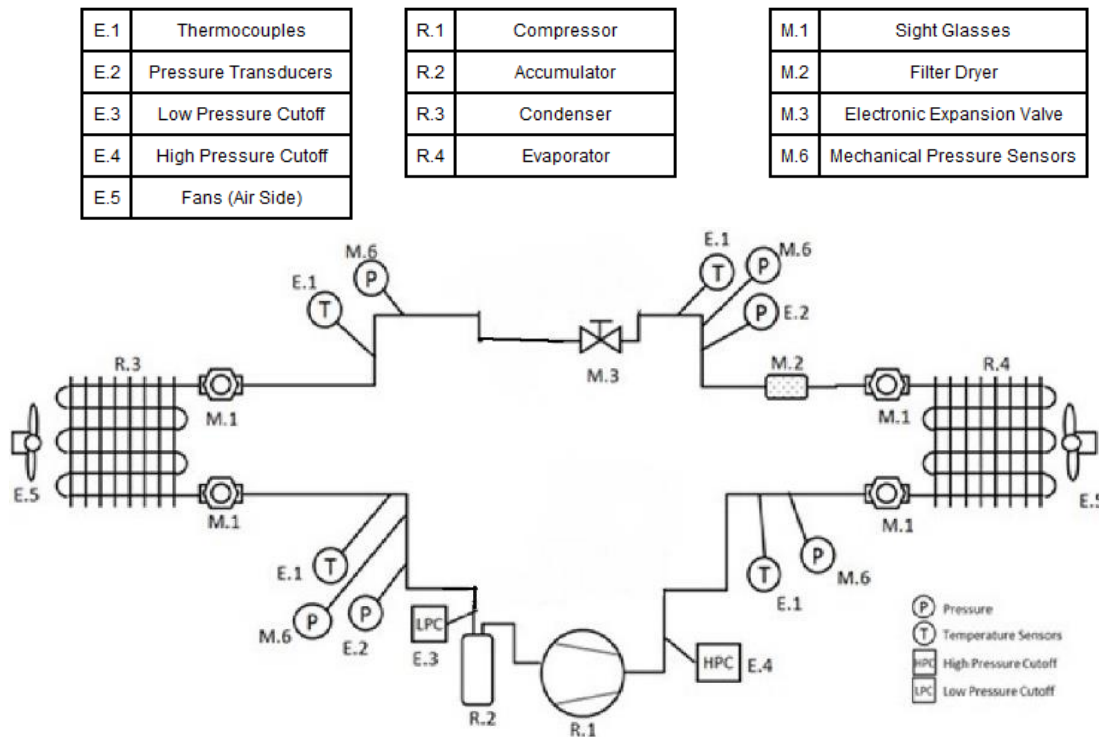 E.1 Thermocouples
E.2 Pressure Transducers
E.3 Low Pressure Cutoff
E.4 High Pressure Cutoff
E.5 Fans (Air Side)
R.1 Compressor
R.2 Accumulator
R.3 Condenser
R.4 Evaporator
M.1 Sight Glasses
M.2 Filter Dryer
M.3 Electronic Expansion Valve
M.6 Mechanical Pressure Sensors
M.6
P
E.1
T
E.1
T
P
M.6
P
E.2
R.3
M.1
M.3
M.2
M.1
R.4
E.5
M.1
M.1
E.5
E.1
T
M.6
P
P
E.2
LPC
E.3
R.2
R.1
HPC
E.4
T
E.1
P
M.6
P Pressure
T Temperature Sensors
HPC High Pressure Cutoff
LPC Low Pressure Cutoff